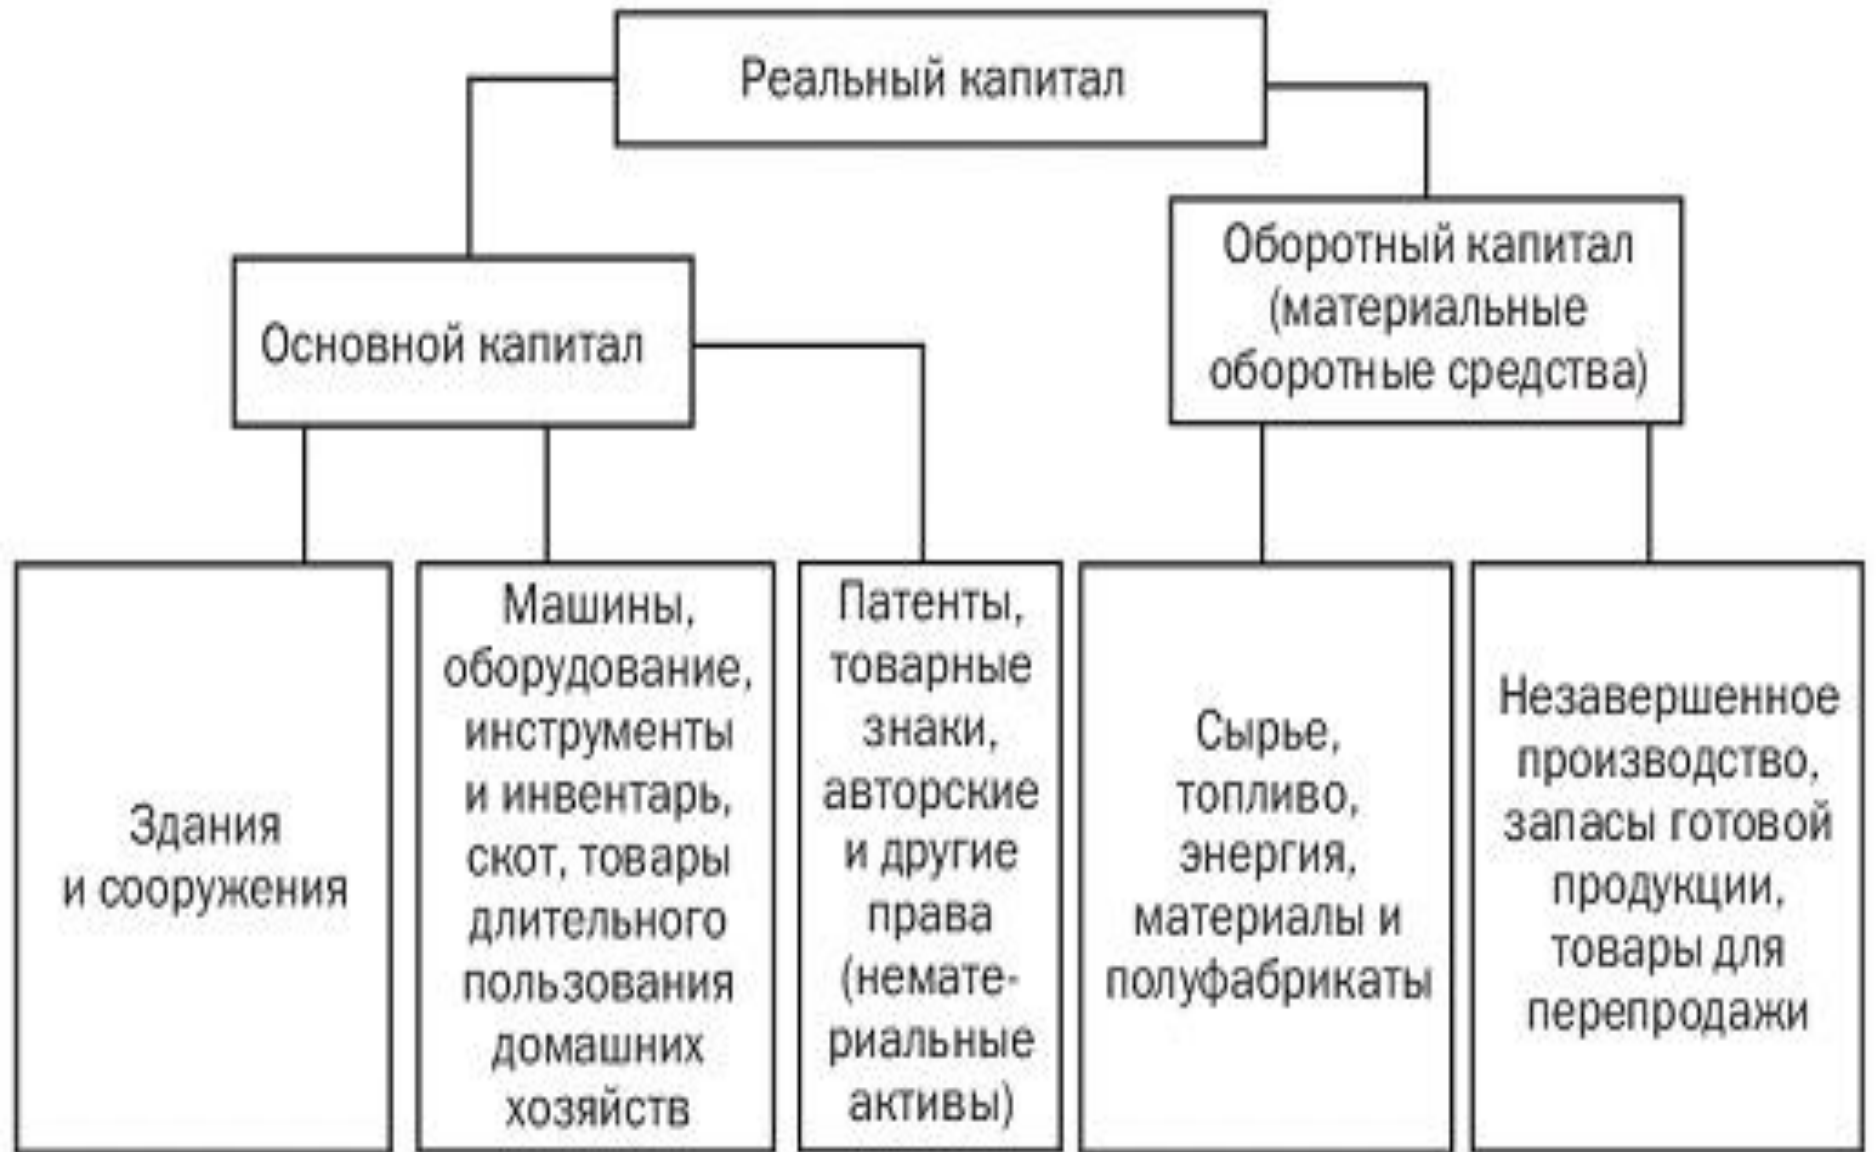 Реальный капитал
Оборотный капитал
(материальные
оборотные средства)
Основной капитал
Здания
и сооружения
Машины,
оборудование,
инструменты
и инвентарь,
скот, товары
длительного
пользования
домашних
хозяйств
Патенты,
товарные
знаки,
авторские
и другие
права
(немате-
риальные
активы)
Сырье,
топливо,
энергия,
материалы и
полуфабрикаты
Незавершенное
производство,
запасы готовой
продукции,
товары для
перепродажи